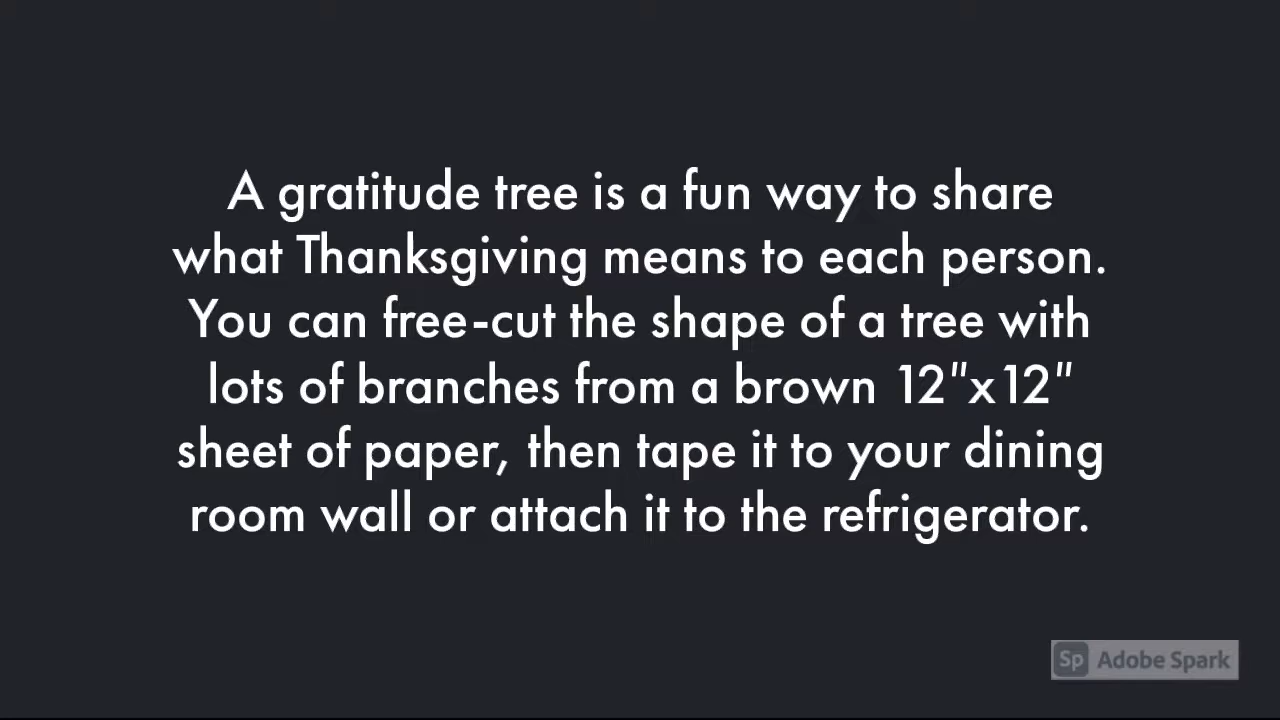 A gratitude tree is a fun way to share
what Thanksgiving means to each person.
You can free-cut the shape of a tree with
lots of branches from a brown 12"x12"
sheet of paper, then tape it to your dining
room wall or attach it to the refrigerator.
Sp Adobe Spark